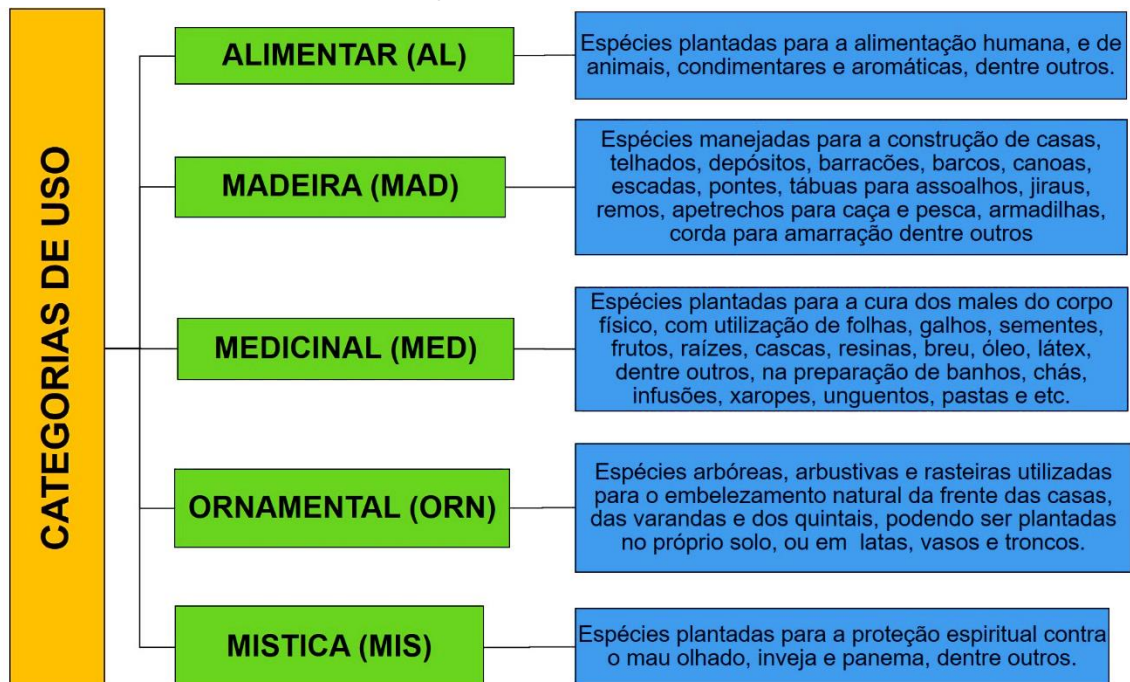 CATEGORIAS DE USO
ALIMENTAR (AL)
Espécies plantadas para a alimentação humana, e de
animais, condimentares e aromáticas, dentre outros.
MADEIRA (MAD)
Espécies manejadas para a construção de casas,
telhados, depósitos, barracões, barcos, canoas,
escadas, pontes, tábuas para assoalhos, jiraus,
remos, apetrechos para caça e pesca, armadilhas,
corda para amarração dentre outros
MEDICINAL (MED)
Espécies plantadas para a cura dos males do corpo
físico, com utilização de folhas, galhos, sementes,
frutos, raízes, cascas, resinas, breu, óleo, látex,
dentre outros, na preparação de banhos, chás,
infusões, xaropes, unguentos, pastas e etc.
ORNAMENTAL (ORN)
Espécies arbóreas, arbustivas e rasteiras utilizadas
para o embelezamento natural da frente das casas,
das varandas e dos quintais, podendo ser plantadas
no próprio solo, ou em latas, vasos e troncos.
MISTICA (MIS)
Espécies plantadas para a proteção espiritual contra
o mau olhado, inveja e panema, dentre outros.